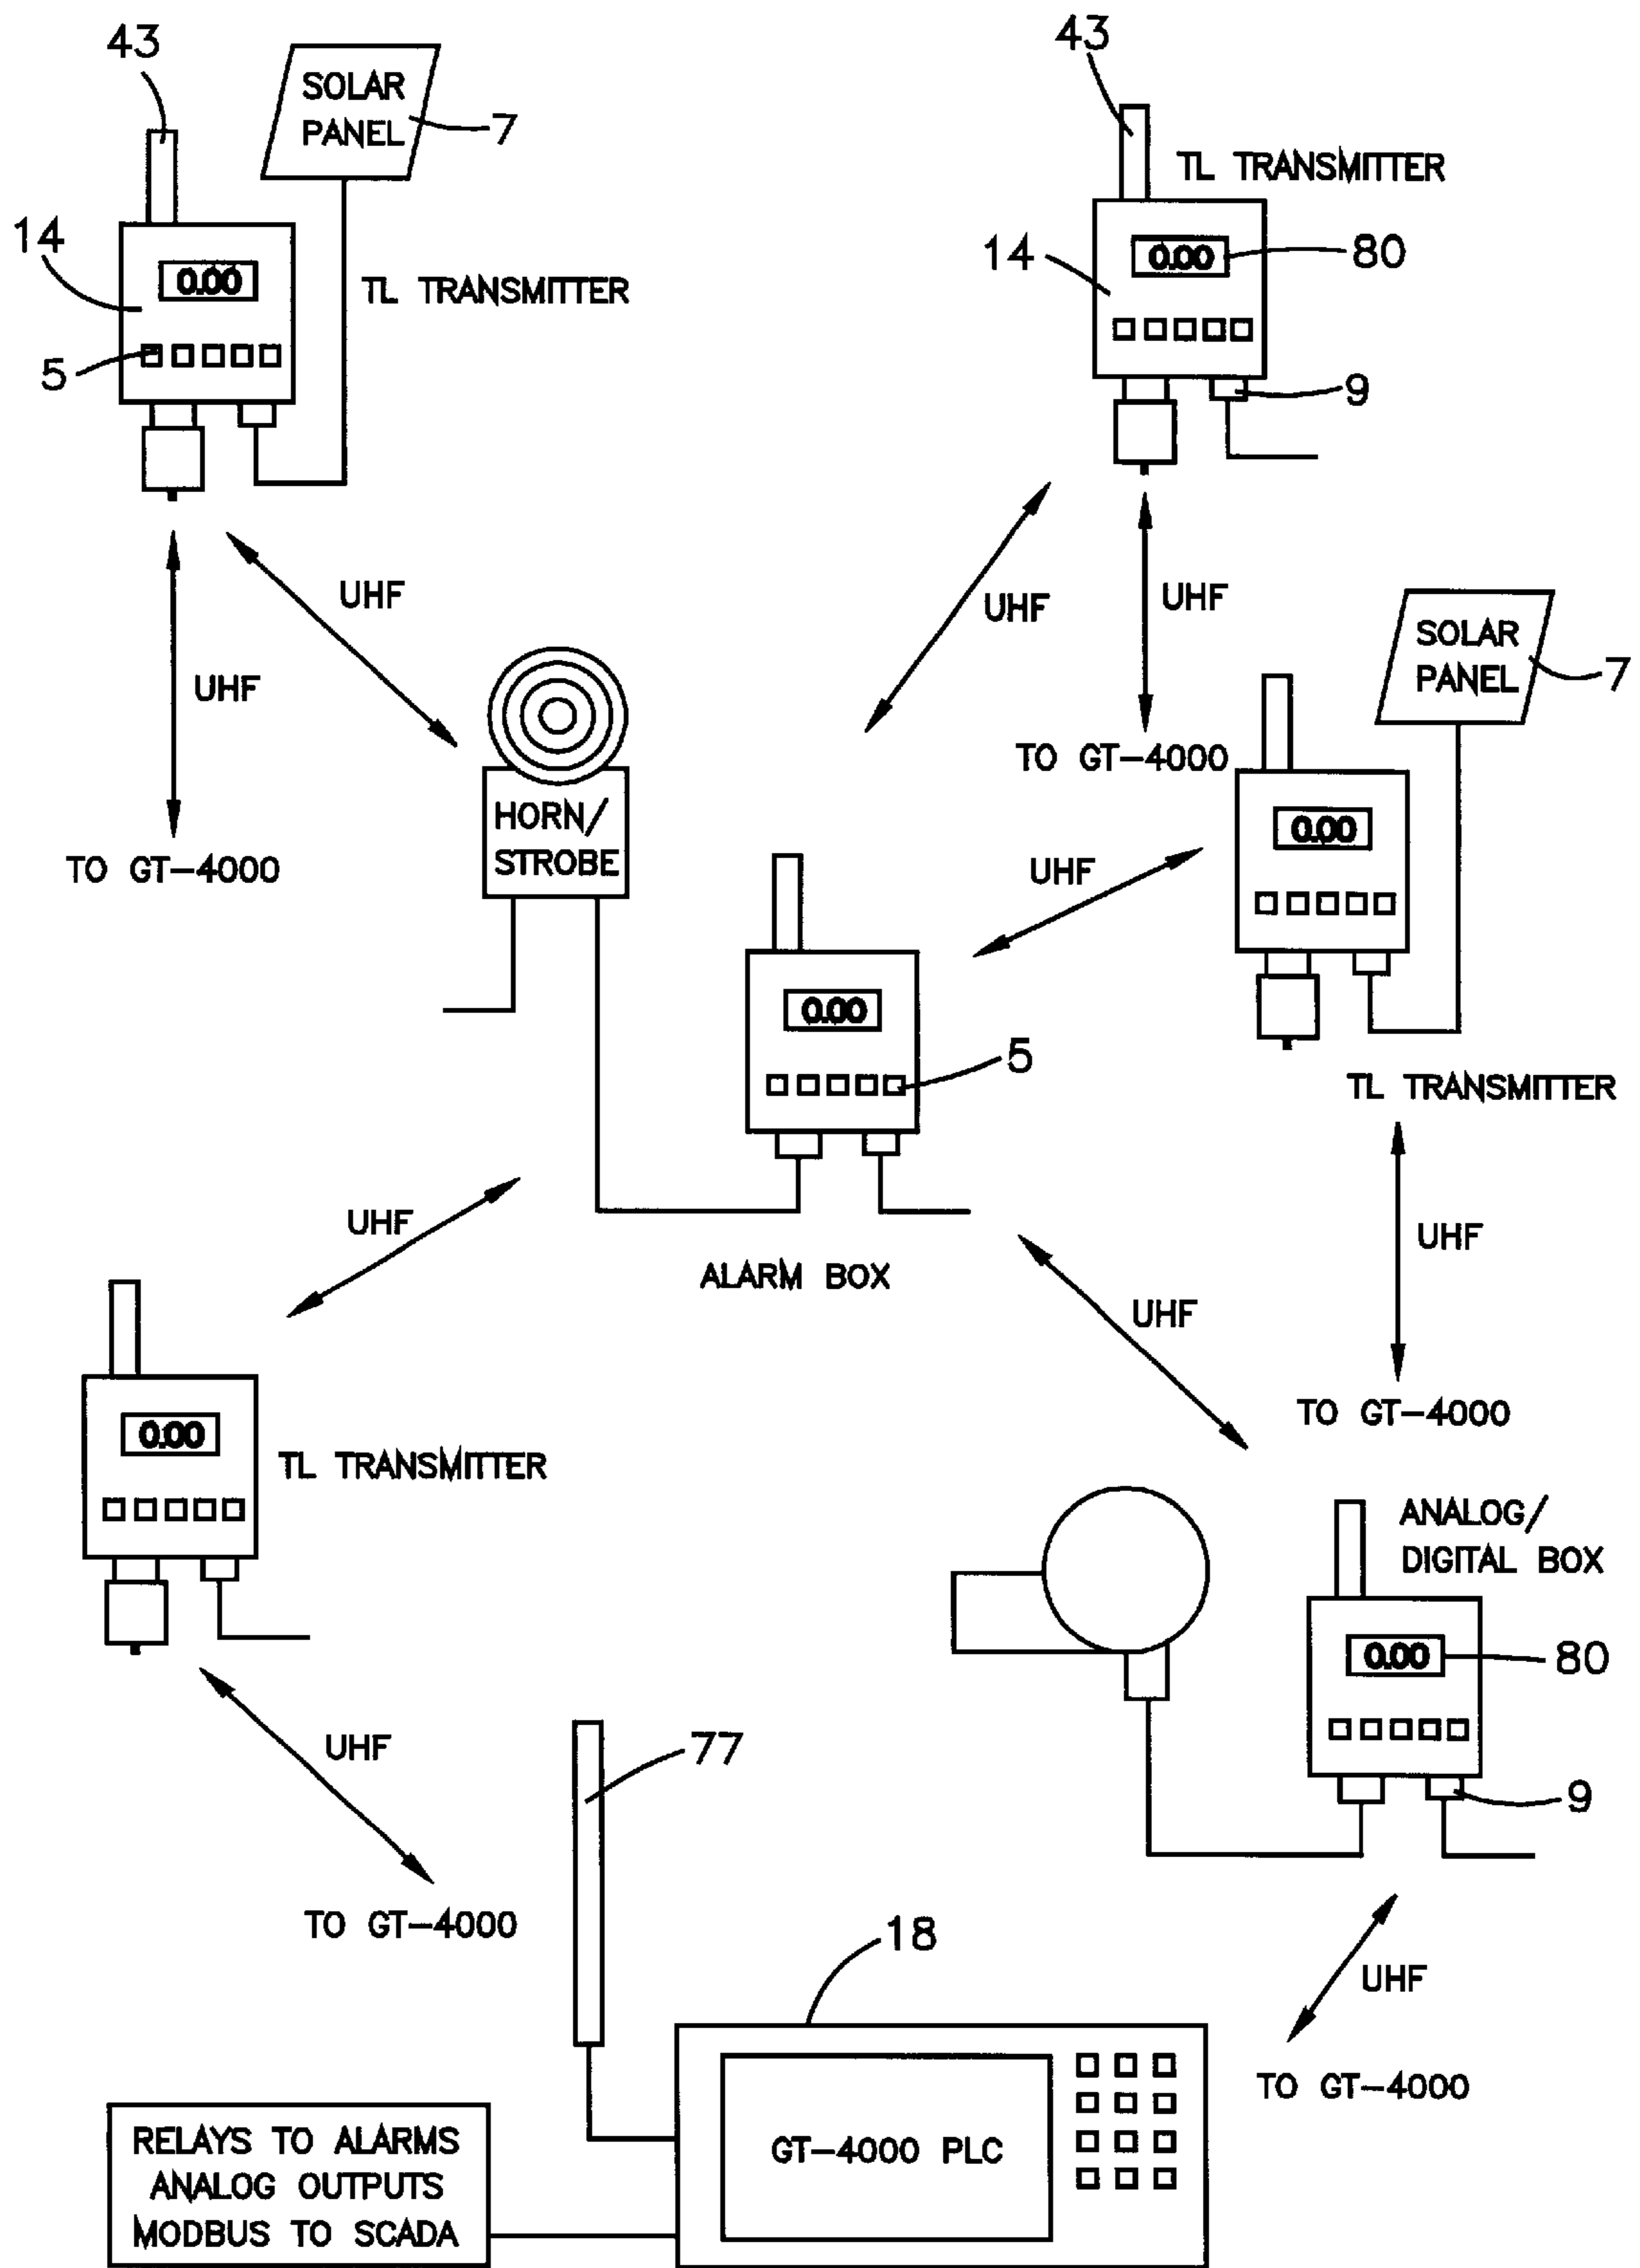 43
SOLAR
PANEL
7
14
0.00
TL TRANSMITTER
5
43
TL TRANSMITTER
14
0.00
80
9
UHF
UHF
TO GT-4000
UHF
UHF
TO GT-4000
SOLAR
PANEL
7
HORN/
STROBE
0.00
UHF
0.00
5
TL TRANSMITTER
ALARM BOX
UHF
UHF
UHF
TO GT-4000
0.00
TL TRANSMITTER
ANALOG/
DIGITAL BOX
0.00
80
9
UHF
TO GT-4000
77
18
UHF
TO GT-4000
GT-4000 PLC
RELAYS TO ALARMS
ANALOG OUTPUTS
MODBUS TO SCADA